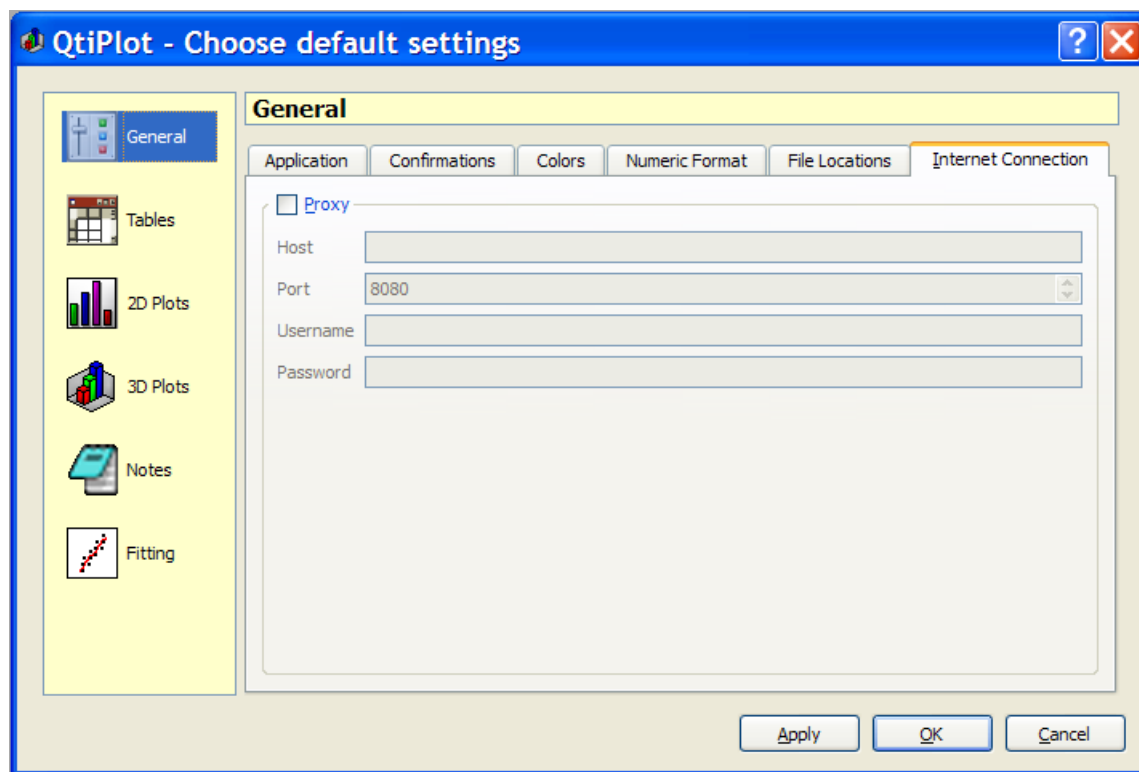 QtiPlot - Choose default settings
General
Tables
2D Plots
3D Plots
Notes
Fitting
General
Application Confirmations Colors Numeric Format File Locations Internet Connection
Proxy
Host
Port 8080
Username
Password
Apply OK Cancel